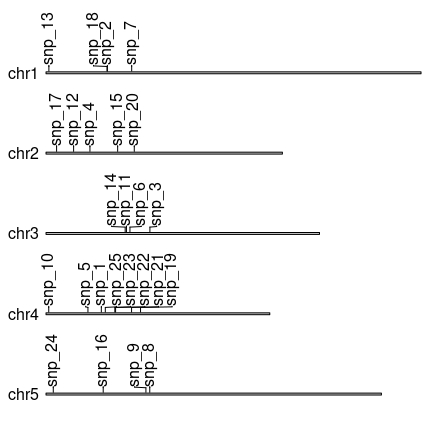 snp_13
snp_18
snp_2
snp_7
chr1
snp_17
snp_12
snp_4
snp_15
snp_20
chr2
snp_14
snp_11
snp_6
snp_3
chr3
snp_10
snp_5
snp_1
snp_25
snp_23
snp_22
snp_21
snp_19
chr4
snp_24
snp_16
snp_9
snp_8
chr5